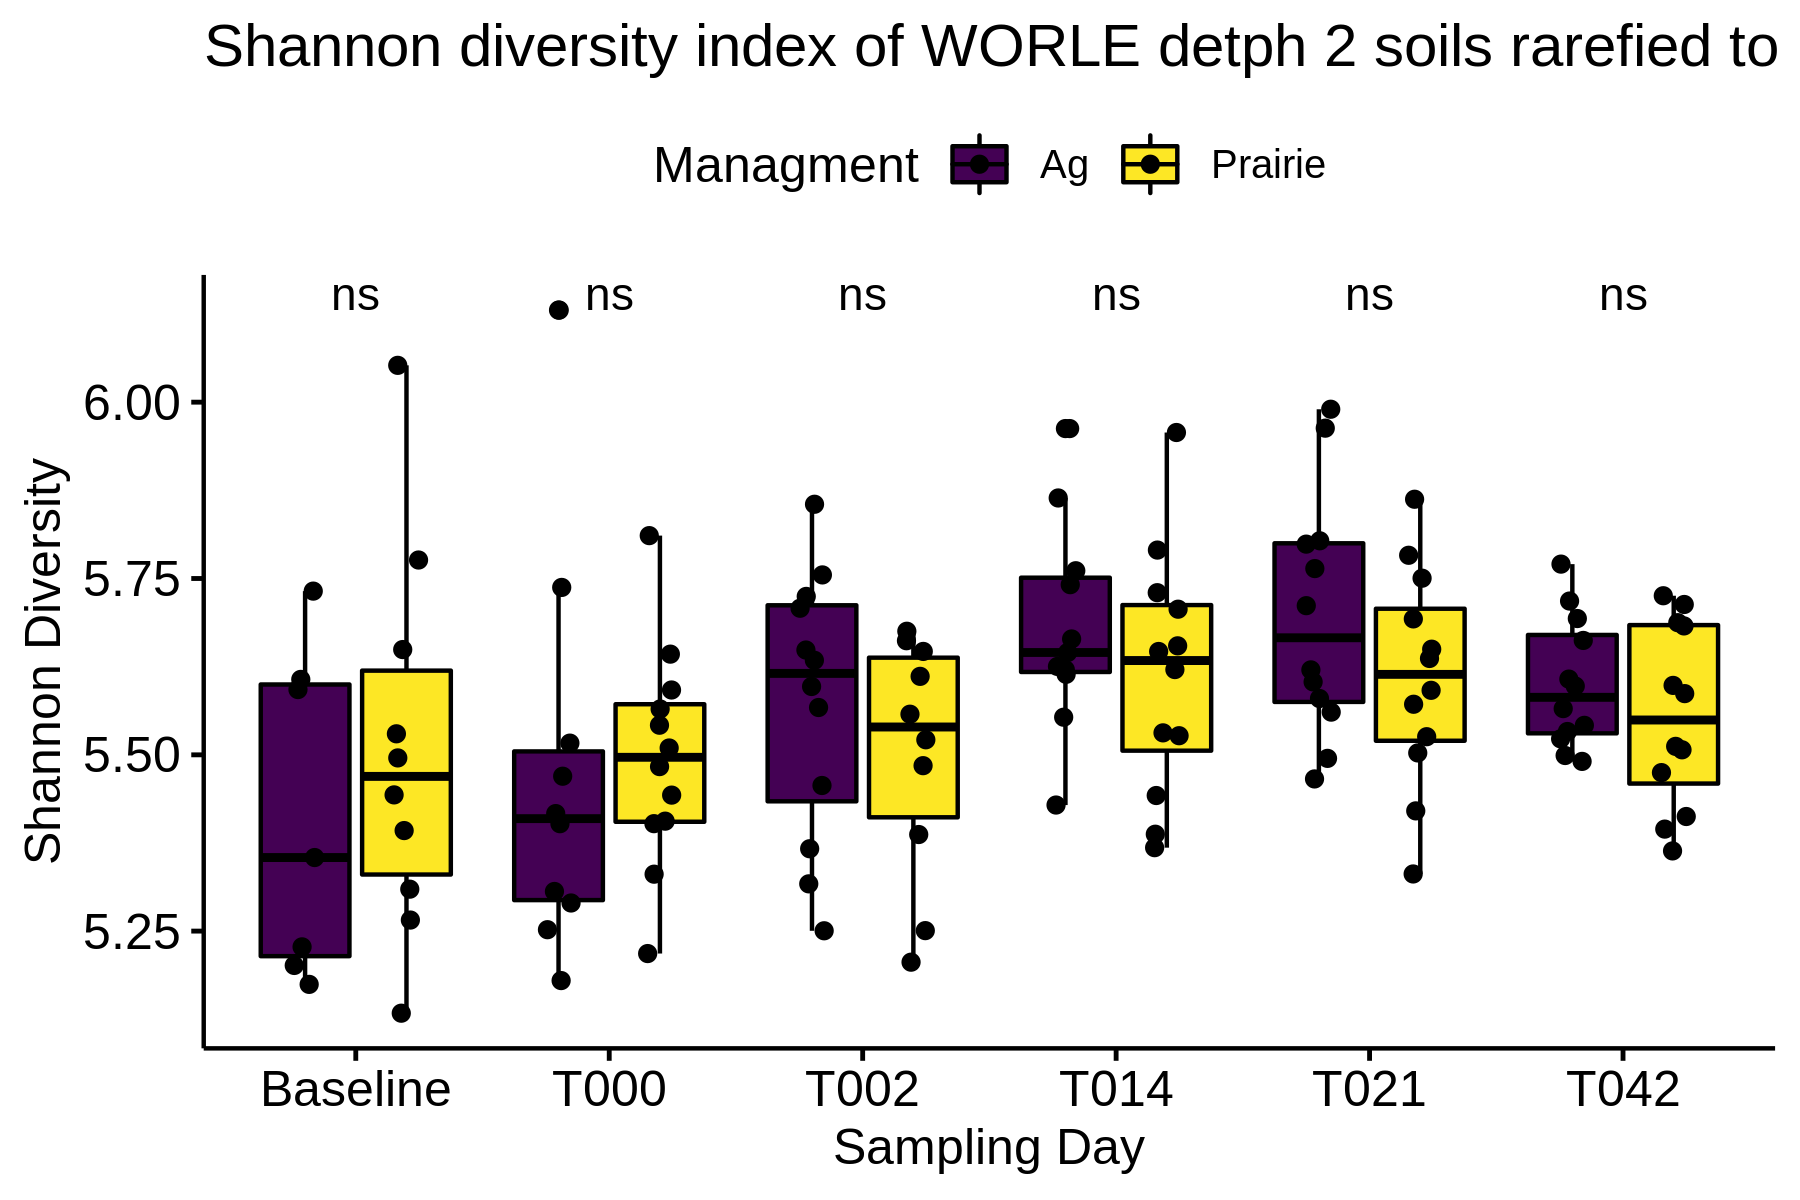 Shannon diversity index of WORLE detph 2 soils rarefied to
Managment Ag Prairie
ns ns ns ns ns ns
6.00
5.75
5.50
5.25
Shannon Diversity
Baseline T000 T002 T014 T021 T042
Sampling Day